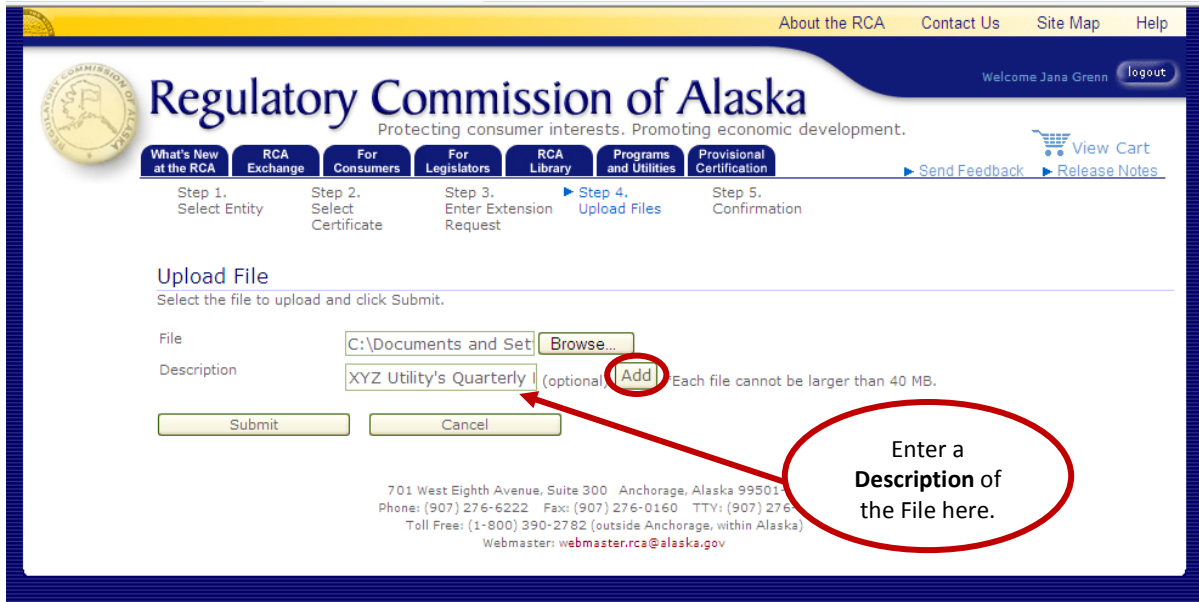 About the RCA Contact Us Site Map Help
Welcome Jana Grenn logout
Regulatory Commission of Alaska
Protecting consumer interests. Promoting economic development.
View Cart
What's New at the RCA
RCA Exchange
For Consumers
For Legislators
RCA Library
Programs and Utilities
Provisional Certification
Send Feedback Release Notes
Step 1. Select Entity
Step 2. Select Certificate
Step 3. Enter Extension Request
Step 4. Upload Files
Step 5. Confirmation
Upload File
Select the file to upload and click Submit.
File C:\Documents and Set Browse...
Description XYZ Utility's Quarterly (optional) Add Each file cannot be larger than 40 MB.
Submit Cancel
Enter a
Description of
the File here.
701 West Eighth Avenue, Suite 300 Anchorage, Alaska 99501-
Phone: (907) 276-6222 Fax: (907) 276-0160 TTY: (907) 276-
Toll Free: (1-800) 390-2782 (outside Anchorage, within Alaska)
Webmaster: webmaster.rca@alaska.gov